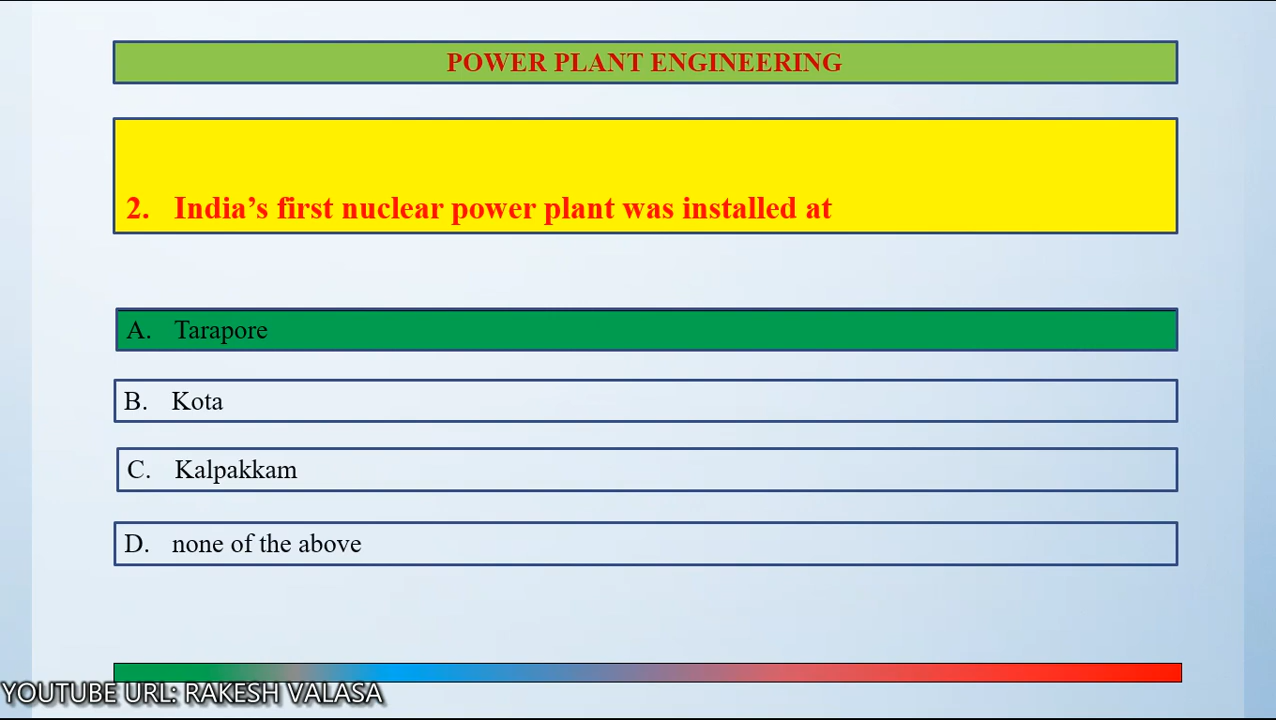 POWER PLANT ENGINEERING
2. India’s first nuclear power plant was installed at
A. Tarapore
B. Kota
C. Kalpakkam
D. none of the above
YOUTUBE URL: RAKESH VALASA